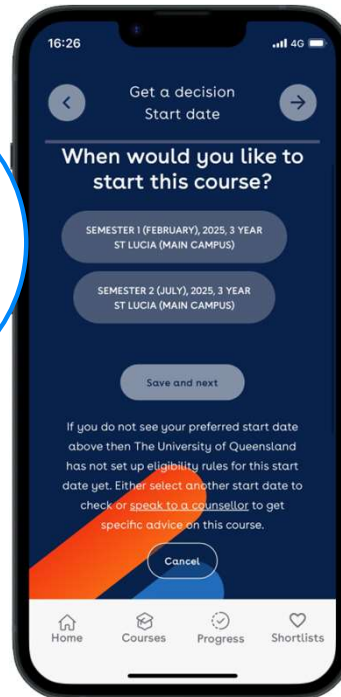 16:26
4G
Get a decision
Start date
When would you like to
start this course?
SEMESTER 1 (FEBRUARY), 2025, 3 YEAR
ST LUCIA (MAIN CAMPUS)
SEMESTER 2 (JULY), 2025, 3 YEAR
ST LUCIA (MAIN CAMPUS)
Save and next
If you do not see your preferred start date
above then The University of Queensland
has not set up eligibility rules for this start
date yet. Either select another start date to
check or speak to a counsellor to get
specific advice on this course.
Cancel
Home Courses Progress Shortlists